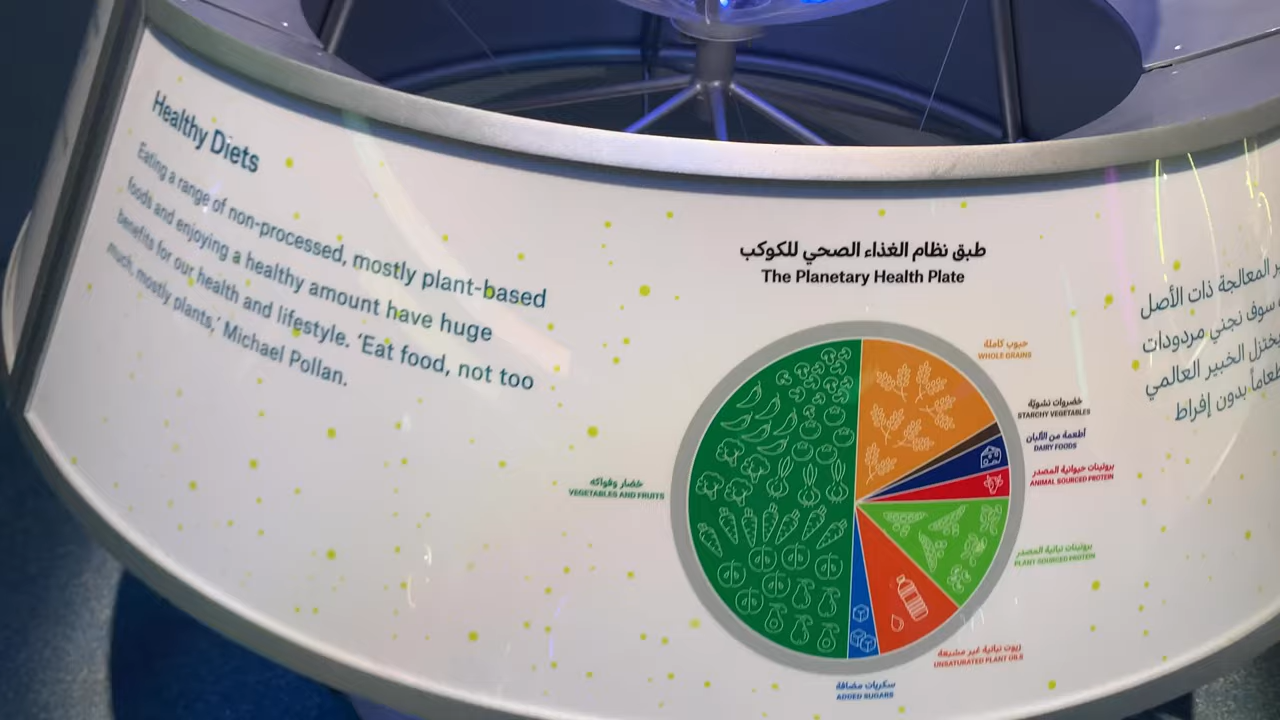 Healthy Diets
Eating a range of non-processed, mostly plant-based
foods and enjoying a healthy amount have huge
benefits for our health and lifestyle. ‘Eat food, not too
much, mostly plants,’ Michael Pollan.
طبق نظام الغذاء الصحي للكوكب
The Planetary Health Plate
حبوب كاملة
WHOLE GRAINS
خضروات نشويّة
STARCHY VEGETABLES
أطعمة من الألبان
DAIRY FOODS
بروتينات حيوانية المصدر
ANIMAL SOURCED PROTEIN
خضار وفواكه
VEGETABLES AND FRUITS
بروتينات نباتية المصدر
PLANT SOURCED PROTEIN
زيوت نباتية غير مشبعة
UNSATURATED PLANT OILS
سكريات مضافة
ADDED SUGARS
المعالجة ذات الأصل
سوف نجني مردودات
يختزل الخبير العالمي
بدون إفراط